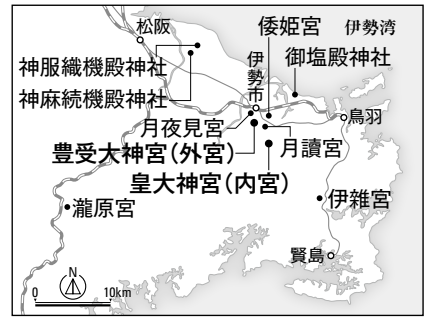 松阪
倭姫宮
伊勢湾
神服織機殿神社
伊勢市
御塩殿神社
神麻続機殿神社
鳥羽
月夜見宮
豊受大神宮(外宮)
月讀宮
皇大神宮(内宮)
瀧原宮
伊雑宮
賢島
N
0 10km